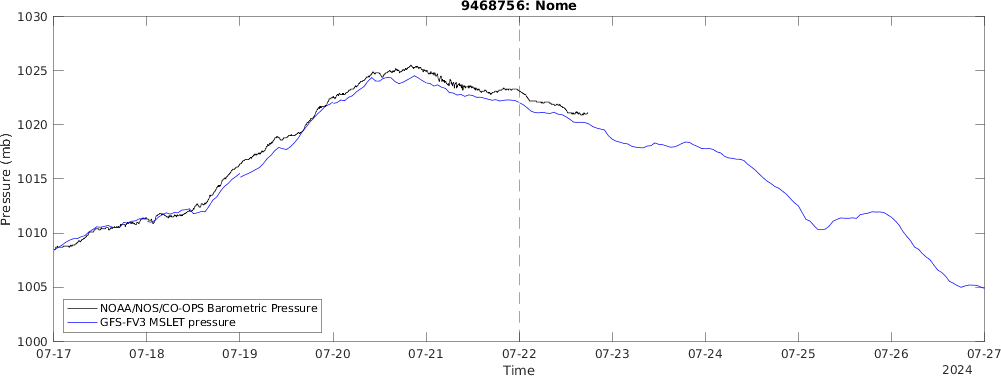 9468756: Nome
1030
1025
1020
1015
1010
1005
1000
Pressure (mb)
NOAA/NOS/CO-OPS Barometric Pressure
GFS-FV3 MSLET pressure
07-17 07-18 07-19 07-20 07-21 07-22 07-23 07-24 07-25 07-26 07-27
Time
2024